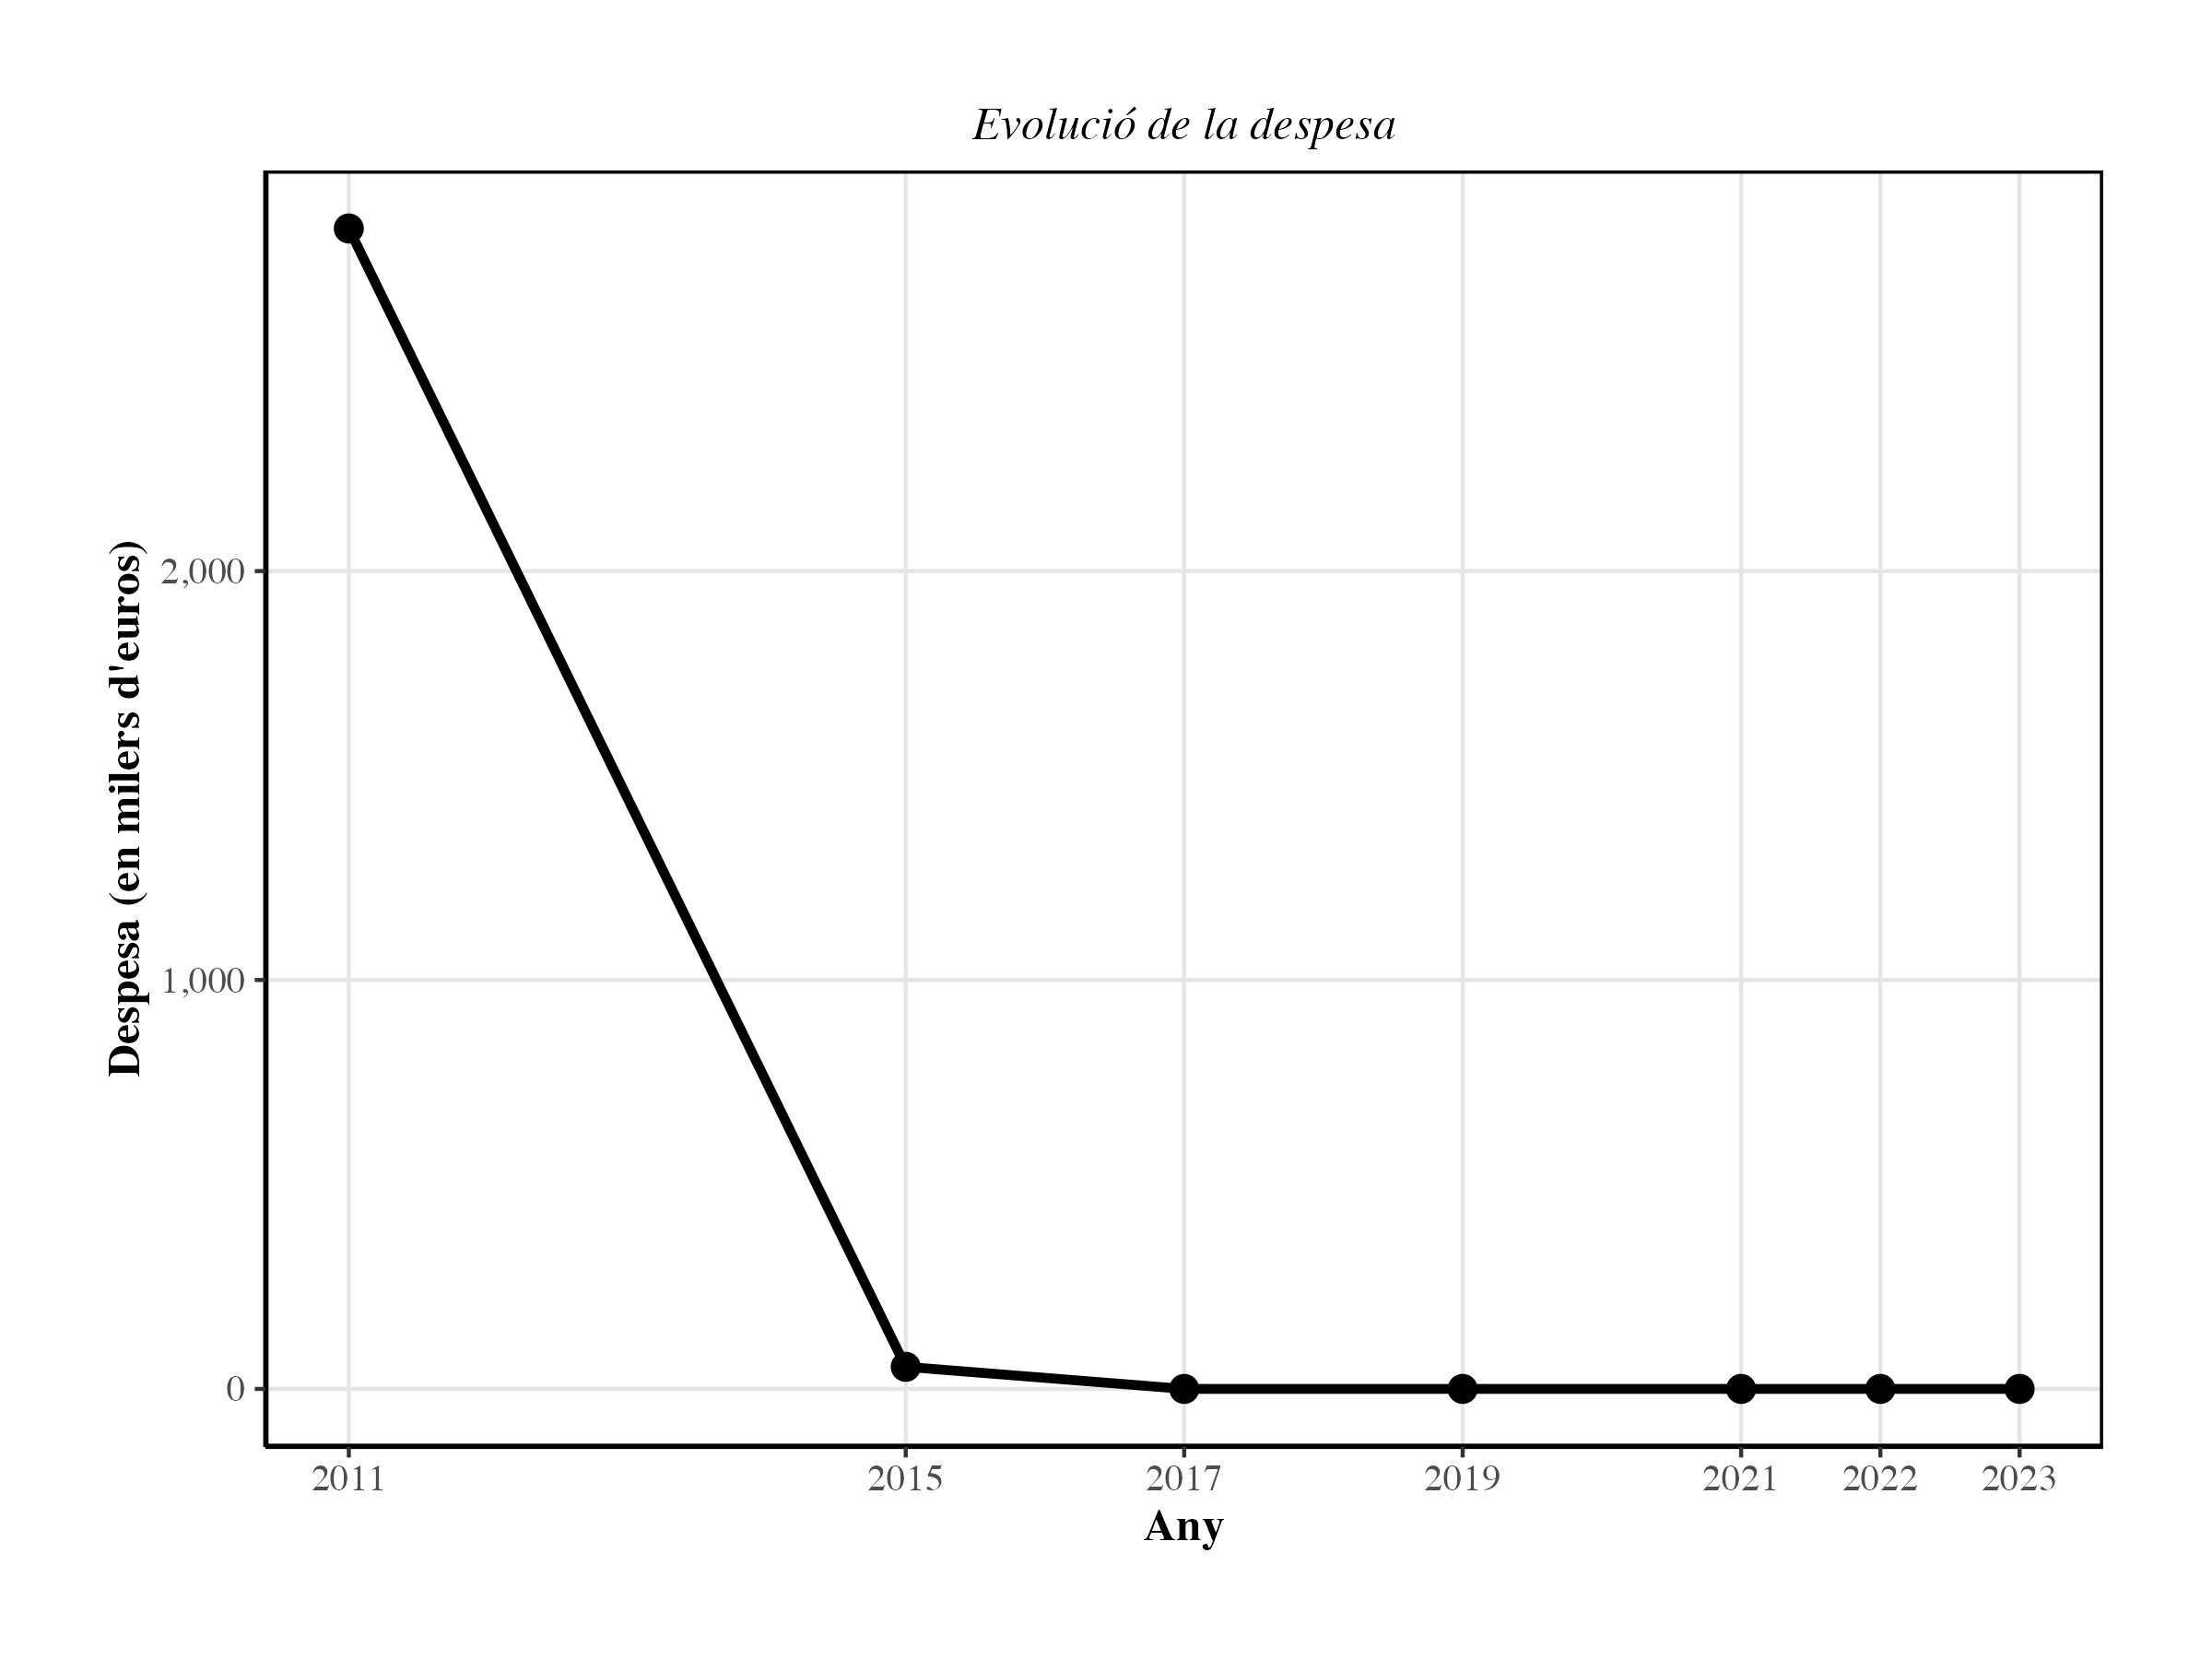 Evolució de la despesa
Despesa (en milers d'euros)
2,000
1,000
0
2011 2015 2017 2019 2021 2022 2023
Any